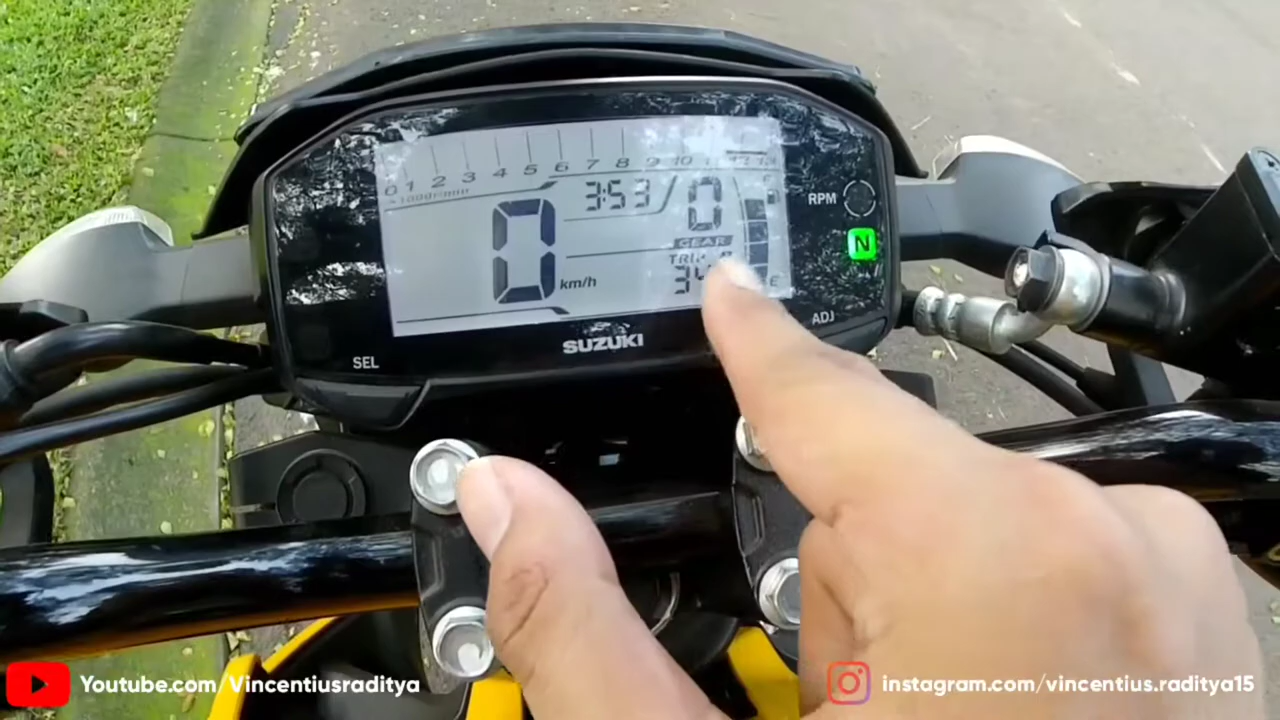 0 1 2 3 4 5 6 7 8 9 10
×1000r/min
3:53
0
GEAR
0
km/h
E
RPM
N
SEL
ADJ
SUZUKI
Youtube.com/Vincentiusraditya
instagram.com/vincentius.raditya15